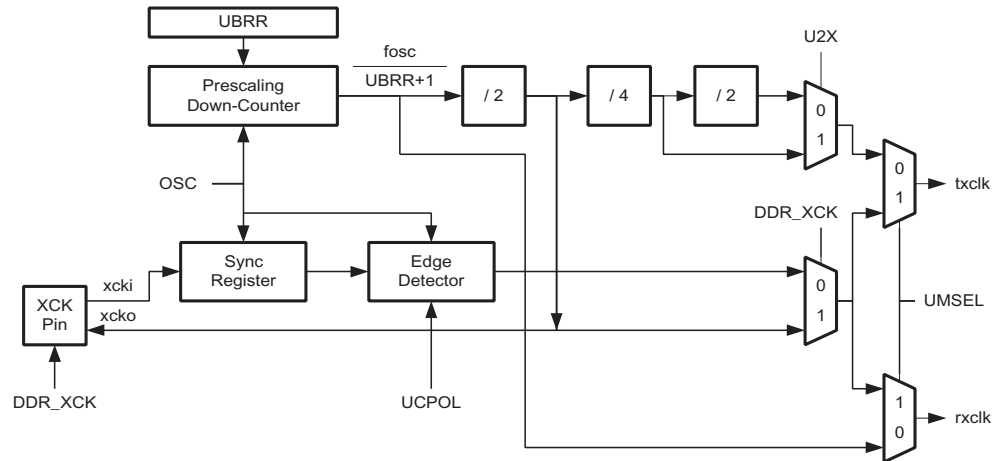 UBRR
U2X
fosc
UBRR+1
Prescaling
Down-Counter
/ 2
/ 4
/ 2
0
1
OSC
0
1
txclk
DDR_XCK
Sync
Register
Edge
Detector
0
1
xcki
XCK
Pin
xcko
UMSEL
DDR_XCK
UCPOL
1
0
rxclk